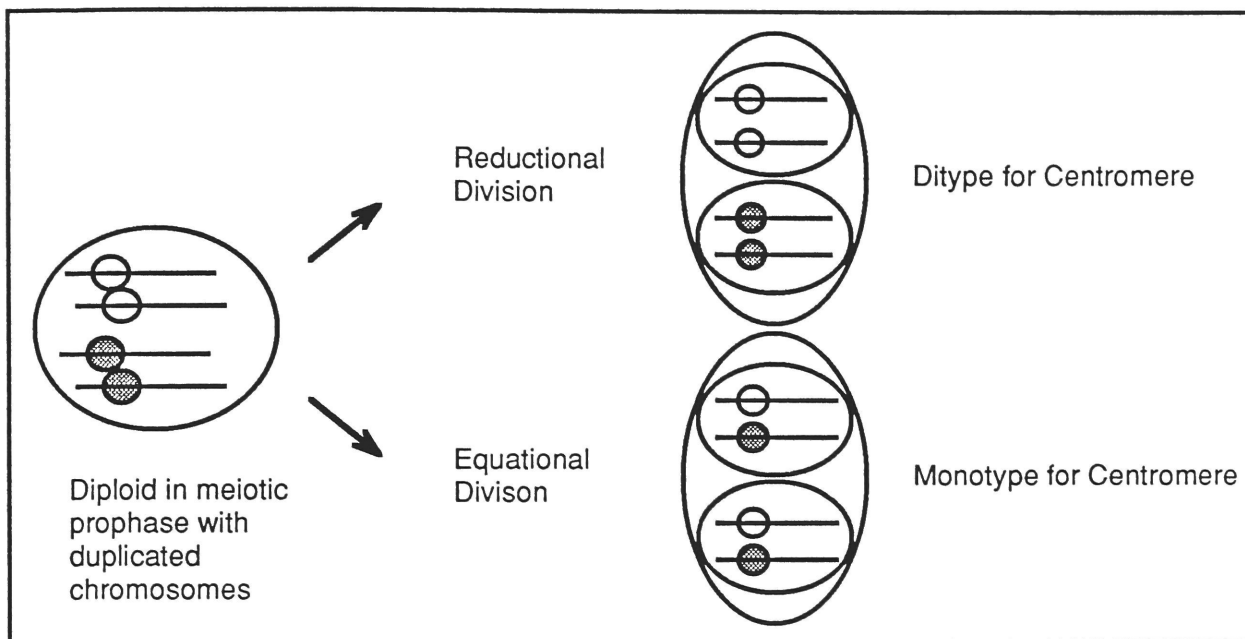 Reductional
Division
Ditype for Centromere
Diploid in meiotic
prophase with
duplicated
chromosomes
Equational
Divison
Monotype for Centromere